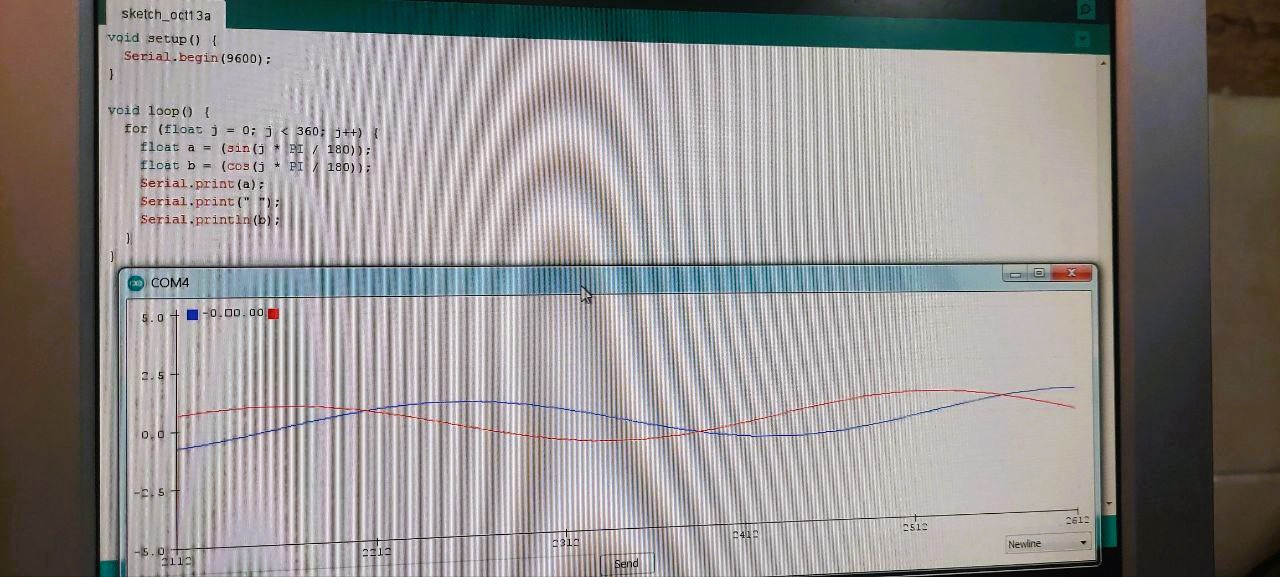 sketch_oct13a
void setup() {
Serial.begin(9600);
}
void loop() {
for (float j = 0; j < 360; j++) {
float a = (sin(j * PI / 180));
float b = (cos(j * PI / 180));
Serial.print(a);
Serial.print(" ");
Serial.println(b);
}
}
COM4
5.0 -0.00.00
2.5
0.0
-2.5
-5.0
2112 2212 2312 2412 2512 2612
Send Newline